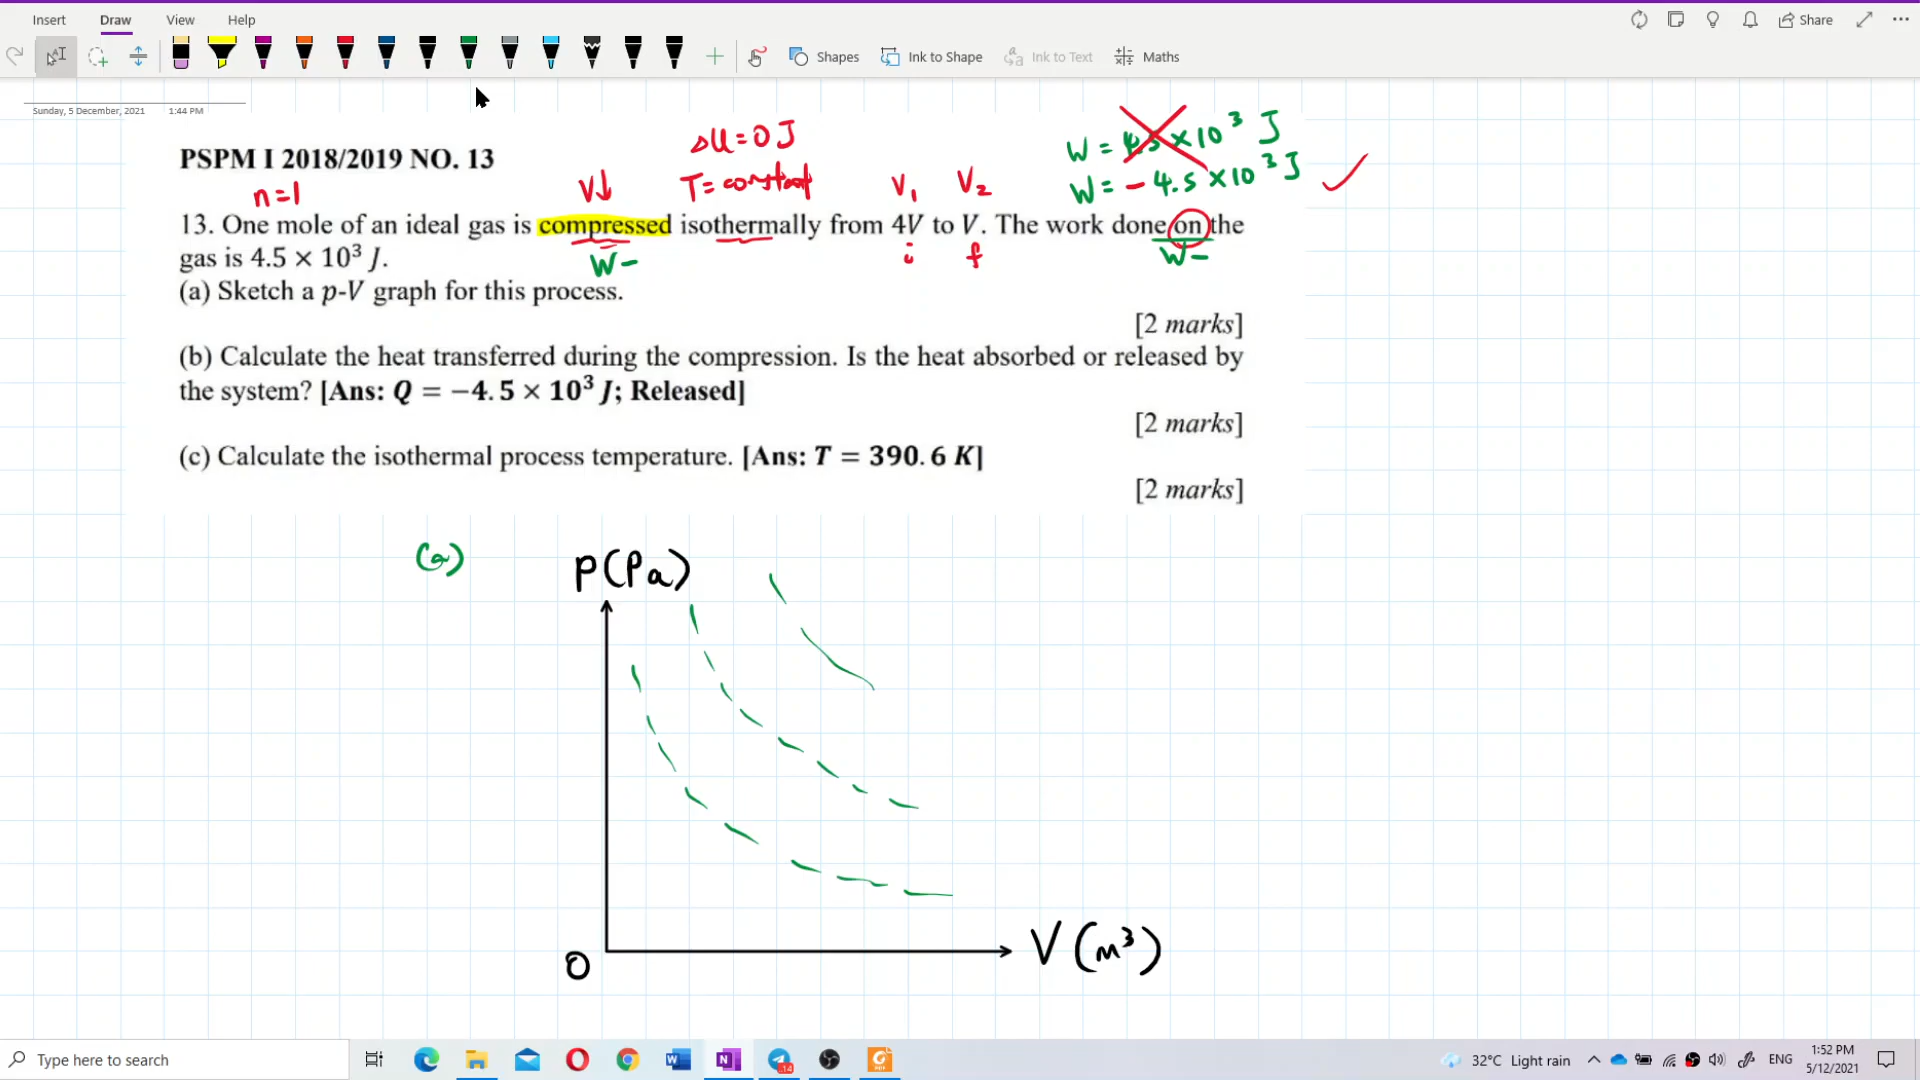 Insert Draw View Help
Share
Shapes Ink to Shape Ink to Text Maths
Sunday, 5 December, 2021 1:44 PM
ΔU = 0 J
W = 4.5 × 10³ J
PSPM I 2018/2019 NO. 13
n = 1 V↓ T = constant V₁ V₂ W = − 4.5 × 10³ J ✓
13. One mole of an ideal gas is compressed isothermally from 4V to V. The work done on the
W− i f W−
gas is 4.5 × 10³ J.
(a) Sketch a p-V graph for this process.
[2 marks]
(b) Calculate the heat transferred during the compression. Is the heat absorbed or released by
the system? [Ans: Q = −4.5 × 10³ J; Released]
[2 marks]
(c) Calculate the isothermal process temperature. [Ans: T = 390.6 K]
[2 marks]
(a) P(Pa)
V (m³)
0
Type here to search
14
32°C Light rain ENG 1:52 PM
5/12/2021